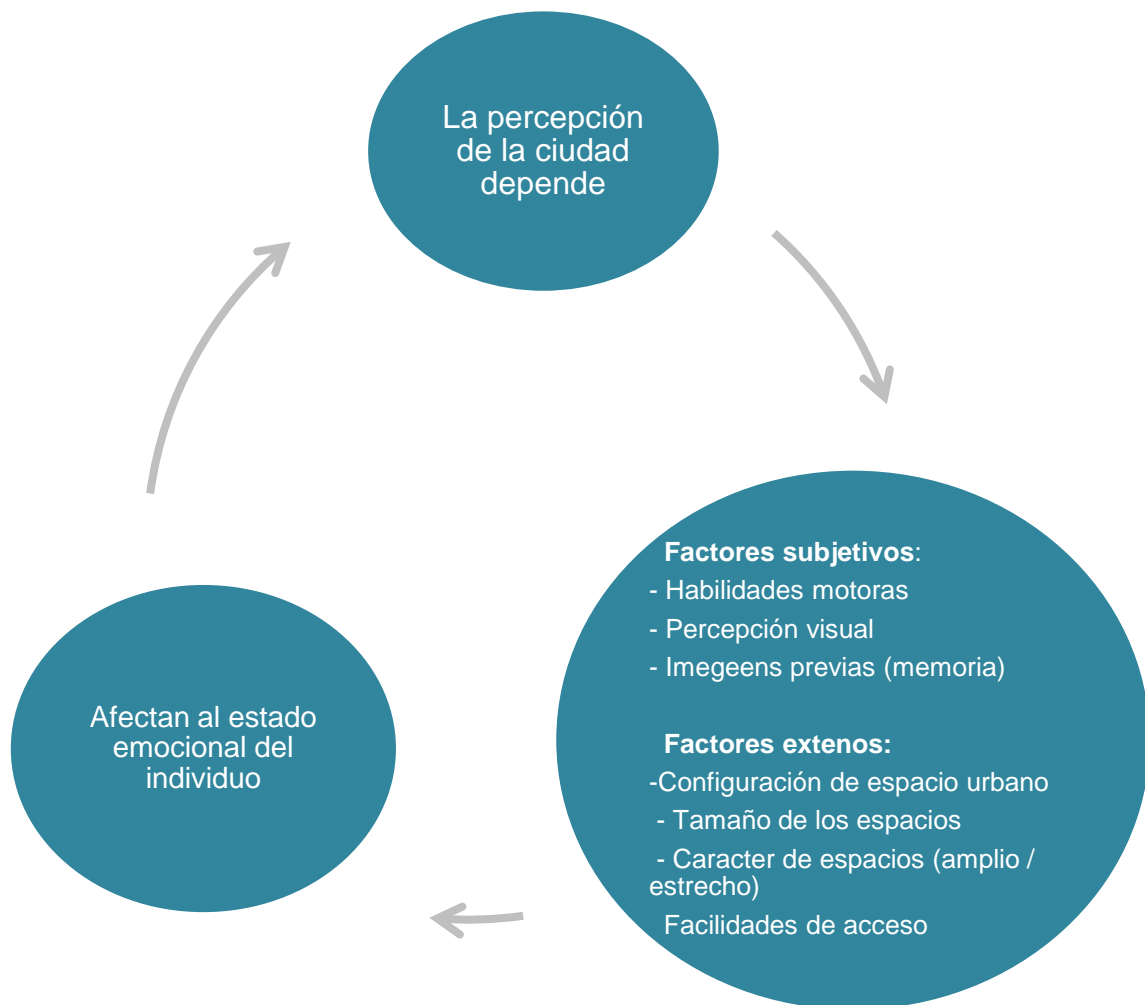 La percepción
de la ciudad
depende
Factores subjetivos:
- Habilidades motoras
- Percepción visual
- Imegeens previas (memoria)
Factores extenos:
-Configuración de espacio urbano
- Tamaño de los espacios
- Caracter de espacios (amplio /
estrecho)
Facilidades de acceso
Afectan al estado
emocional del
individuo